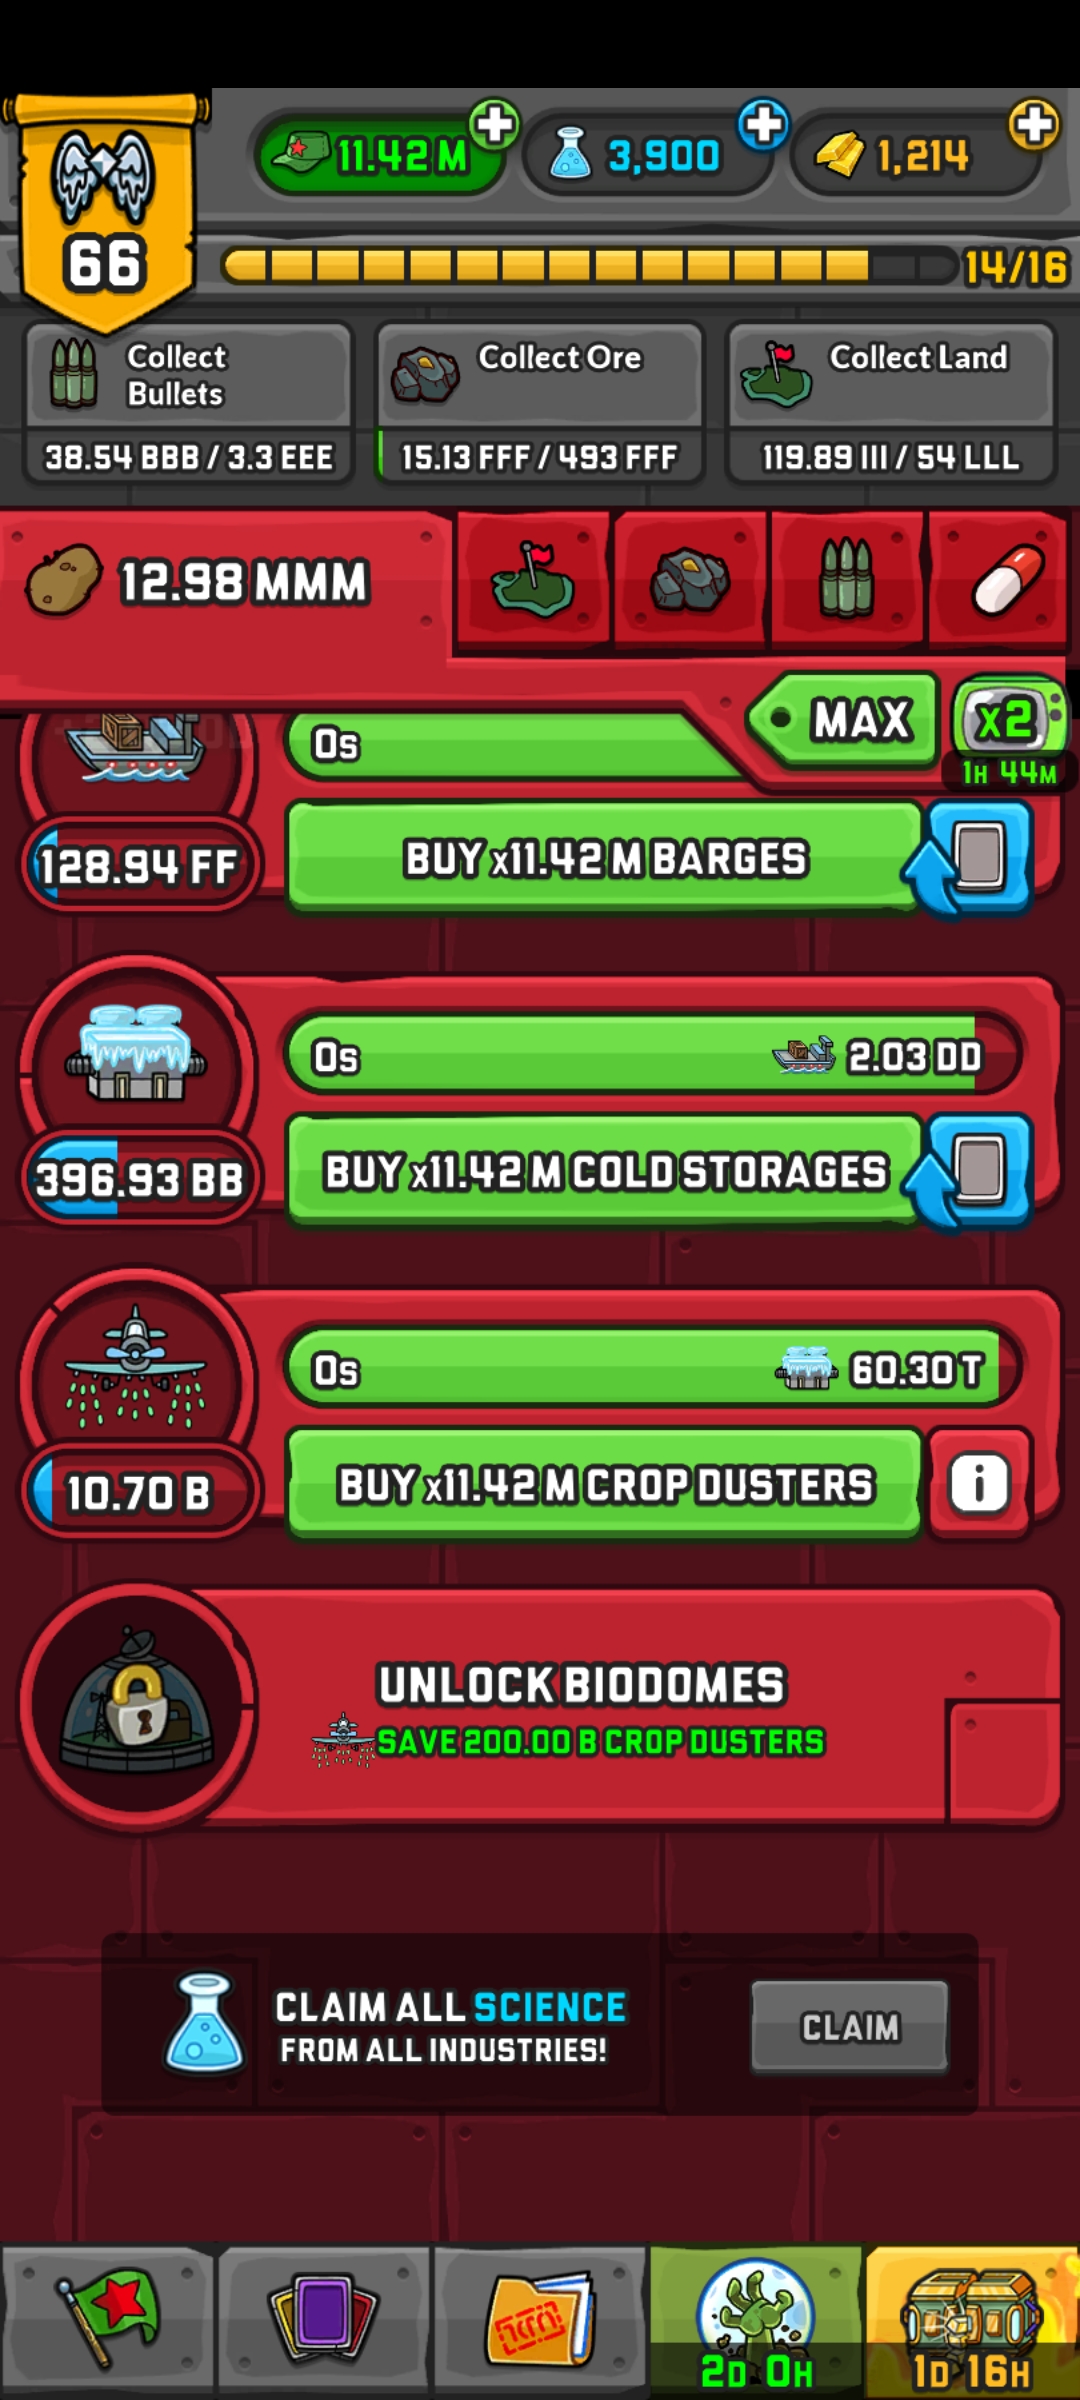 11.42 M
3,900
1,214
66
14/16
Collect
Bullets
38.54 BBB / 3.3 EEE
Collect Ore
15.13 FFF / 493 FFF
Collect Land
119.89 III / 54 LLL
12.98 MMM
MAX
x2
1H 44M
0s
128.94 FF
BUY x11.42 M BARGES
0s
2.03 DD
396.93 BB
BUY x11.42 M COLD STORAGES
0s
60.30 T
10.70 B
BUY x11.42 M CROP DUSTERS
i
UNLOCK BIODOMES
SAVE 200.00 B CROP DUSTERS
CLAIM ALL SCIENCE
FROM ALL INDUSTRIES!
CLAIM
2D 0H
1D 16H